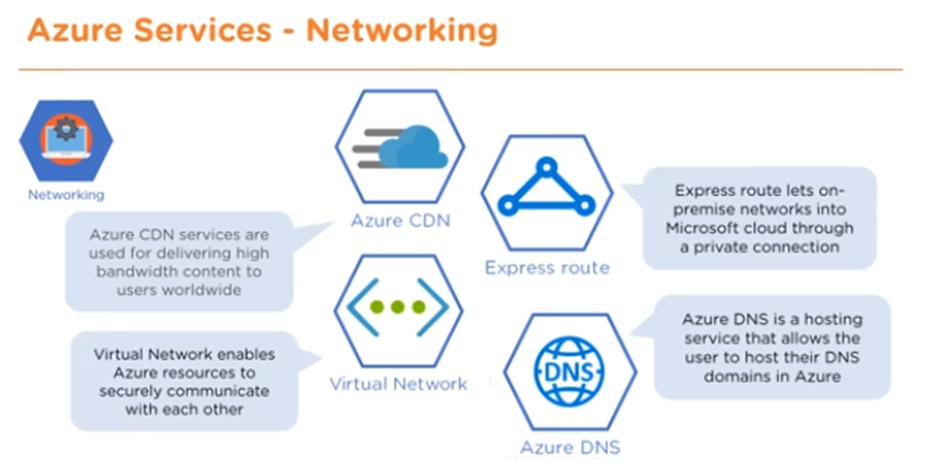 Azure Services - Networking
Networking
Azure CDN
Azure CDN services are
used for delivering high
bandwidth content to
users worldwide
Express route
Express route lets on-
premise networks into
Microsoft cloud through
a private connection
Virtual Network
Virtual Network enables
Azure resources to
securely communicate
with each other
DNS
Azure DNS
Azure DNS is a hosting
service that allows the
user to host their DNS
domains in Azure